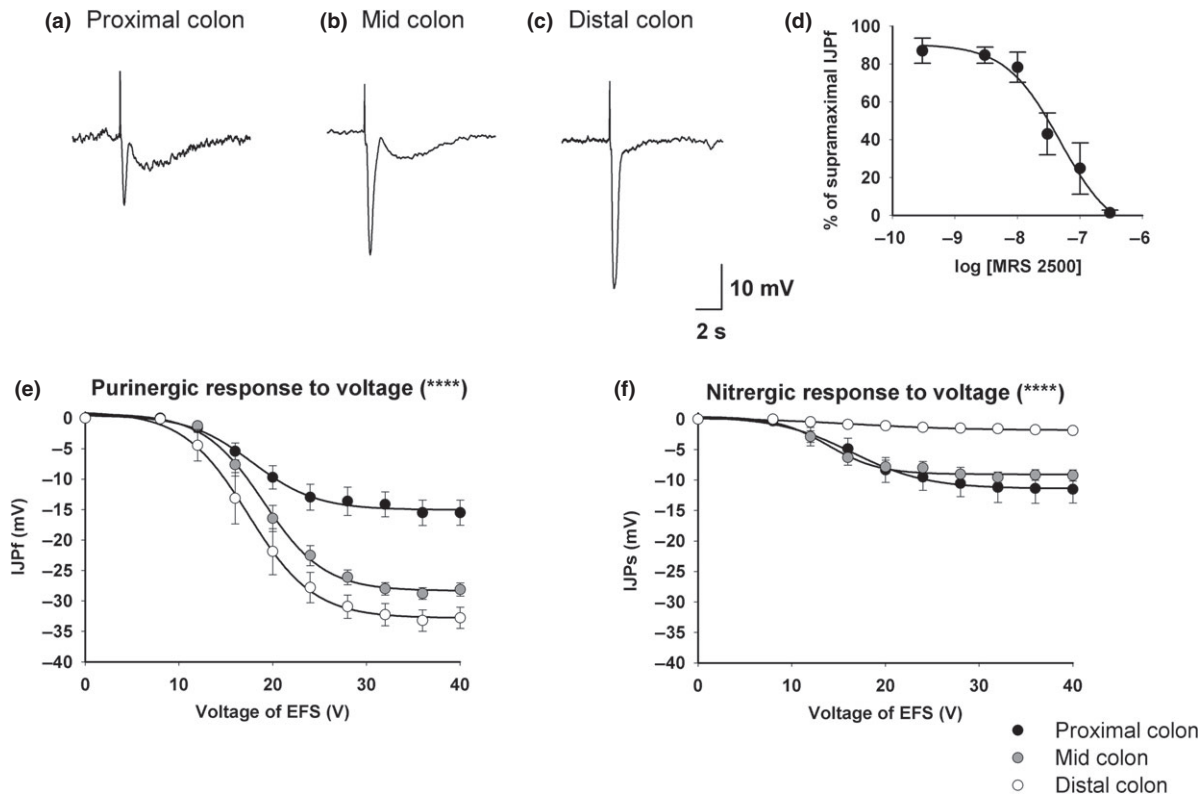 (a) Proximal colon
(b) Mid colon
(c) Distal colon
(d)
100
80
60
40
20
0
% of supramaximal IJPf
–10 –9 –8 –7 –6
log [MRS 2500]
10 mV
2 s
(e) Purinergic response to voltage (****)
0
–5
–10
–15
–20
–25
–30
–35
–40
IJPf (mV)
0 10 20 30 40
Voltage of EFS (V)
(f) Nitrergic response to voltage (****)
0
–5
–10
–15
–20
–25
–30
–35
–40
IJPs (mV)
0 10 20 30 40
Voltage of EFS (V)
Proximal colon
Mid colon
Distal colon